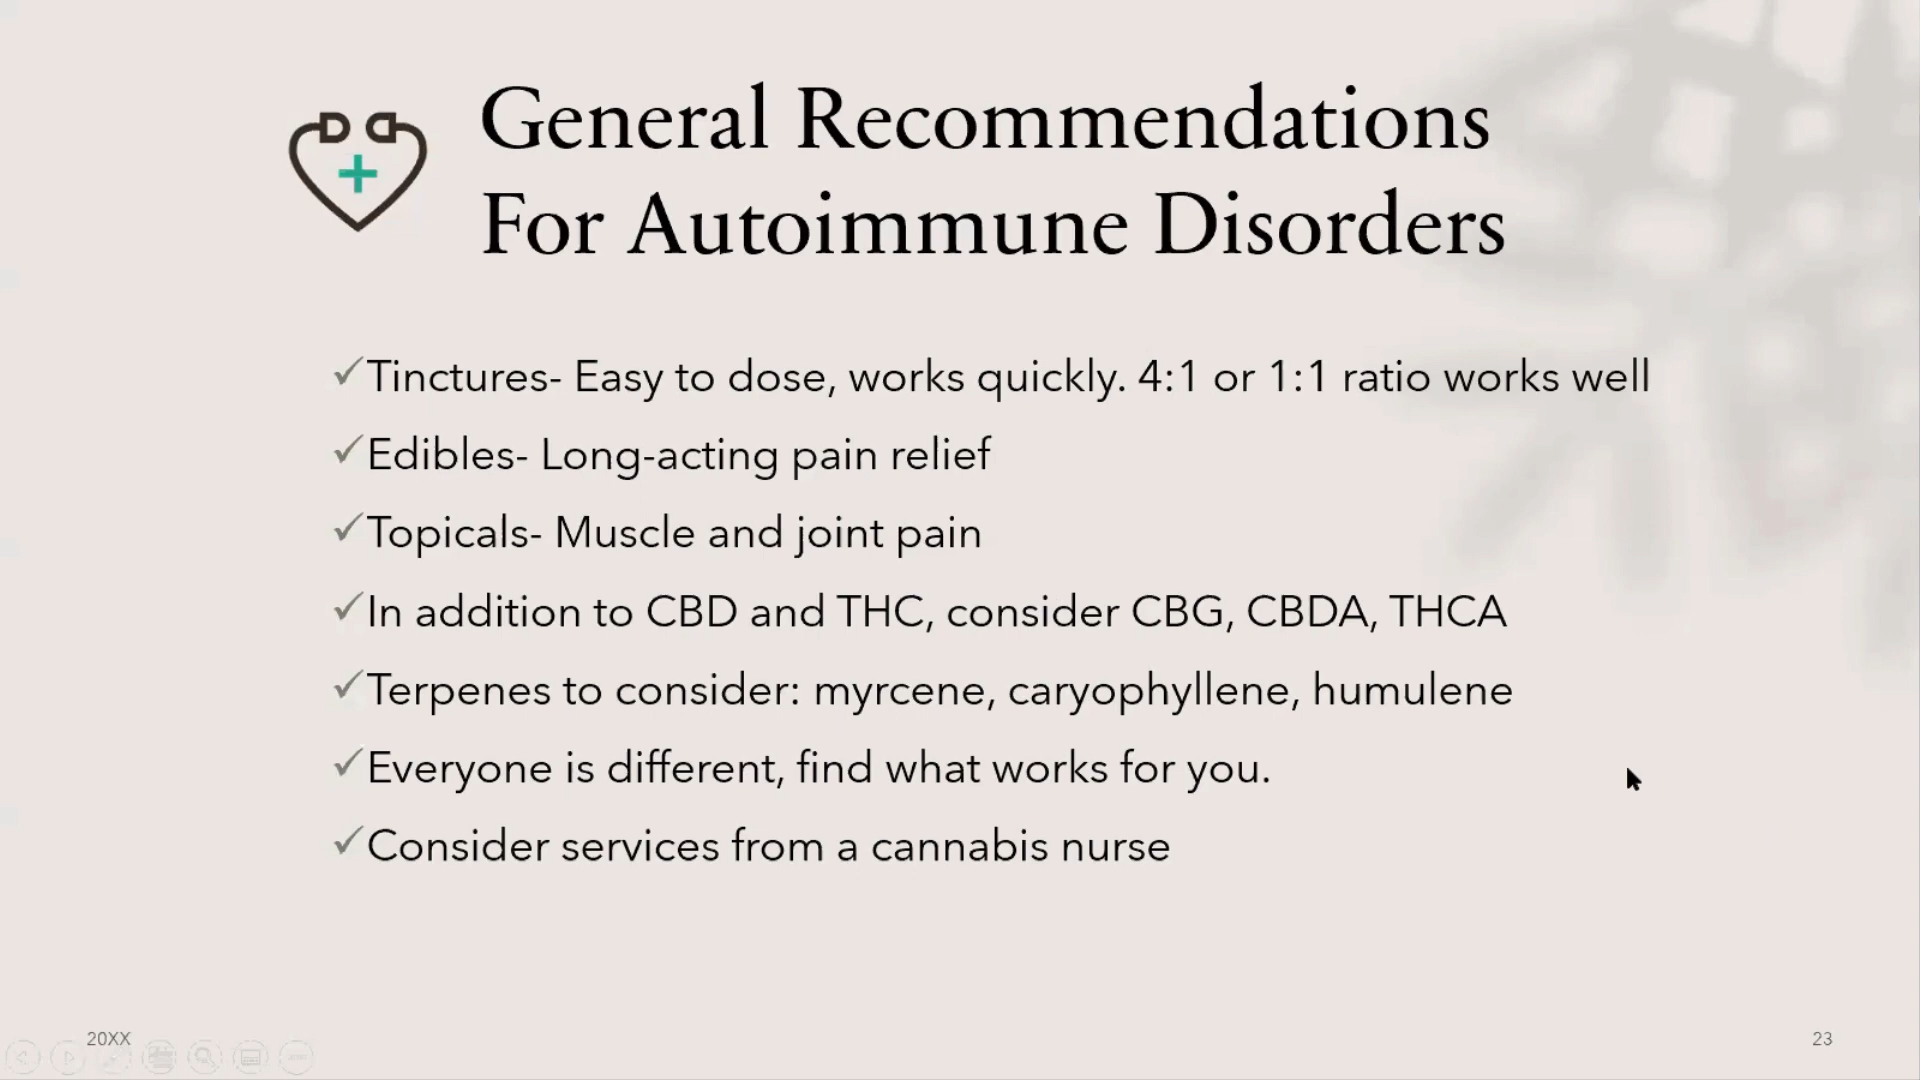 General Recommendations
For Autoimmune Disorders
✓Tinctures- Easy to dose, works quickly. 4:1 or 1:1 ratio works well
✓Edibles- Long-acting pain relief
✓Topicals- Muscle and joint pain
✓In addition to CBD and THC, consider CBG, CBDA, THCA
✓Terpenes to consider: myrcene, caryophyllene, humulene
✓Everyone is different, find what works for you.
✓Consider services from a cannabis nurse
20XX
23